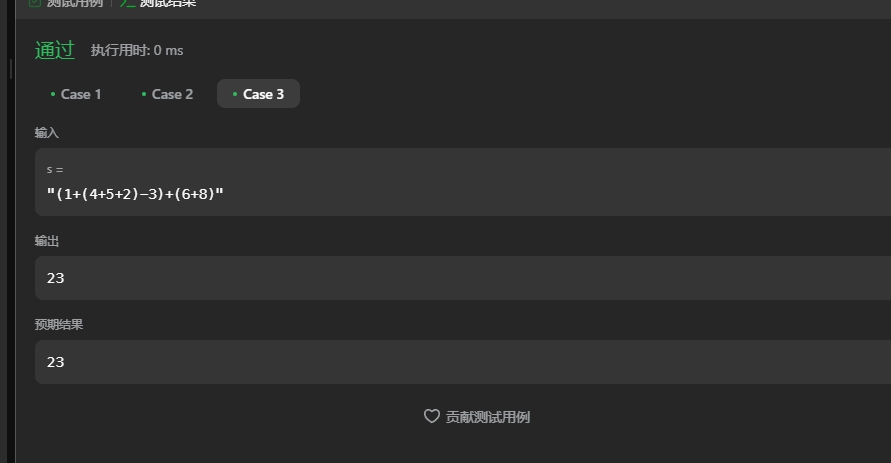 测试用例 测试结果
通过 执行用时: 0 ms
Case 1 Case 2 Case 3
输入
s =
"(1+(4+5+2)-3)+(6+8)"
输出
23
预期结果
23
贡献测试用例